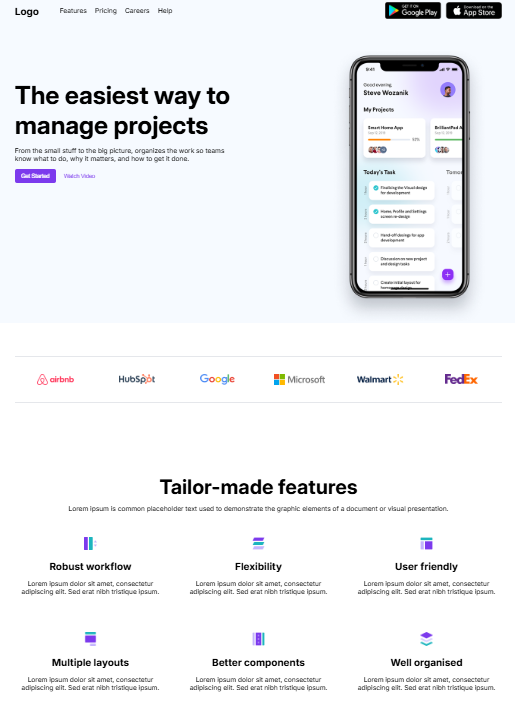 Logo
Features
Pricing
Careers
Help
GET IT ON
Google Play
Download on the
App Store
The easiest way to
manage projects
From the small stuff to the big picture, organizes the work so teams
know what to do, why it matters, and how to get it done.
Get Started
Watch Video
9:41
Good evening
Steve Wozanik
My Projects
Smart Home App
BrilliantPad A
Today's Task
Tomor
Finalizing the Visual design
for development
Home, Profile and Settings
screen re-design
Hand-off design for app
development
Discussion on new project
and design tasks
Create initial layout for
homepage design
airbnb
HubSpot
Google
Microsoft
Walmart
FedEx
Tailor-made features
Lorem ipsum is common placeholder text used to demonstrate the graphic elements of a document or visual presentation.
Robust workflow
Flexibility
User friendly
Lorem ipsum dolor sit amet, consectetur
adipiscing elit. Sed erat nibh tristique ipsum.
Lorem ipsum dolor sit amet, consectetur
adipiscing elit. Sed erat nibh tristique ipsum.
Lorem ipsum dolor sit amet, consectetur
adipiscing elit. Sed erat nibh tristique ipsum.
Multiple layouts
Better components
Well organised
Lorem ipsum dolor sit amet, consectetur
adipiscing elit. Sed erat nibh tristique ipsum.
Lorem ipsum dolor sit amet, consectetur
adipiscing elit. Sed erat nibh tristique ipsum.
Lorem ipsum dolor sit amet, consectetur
adipiscing elit. Sed erat nibh tristique ipsum.